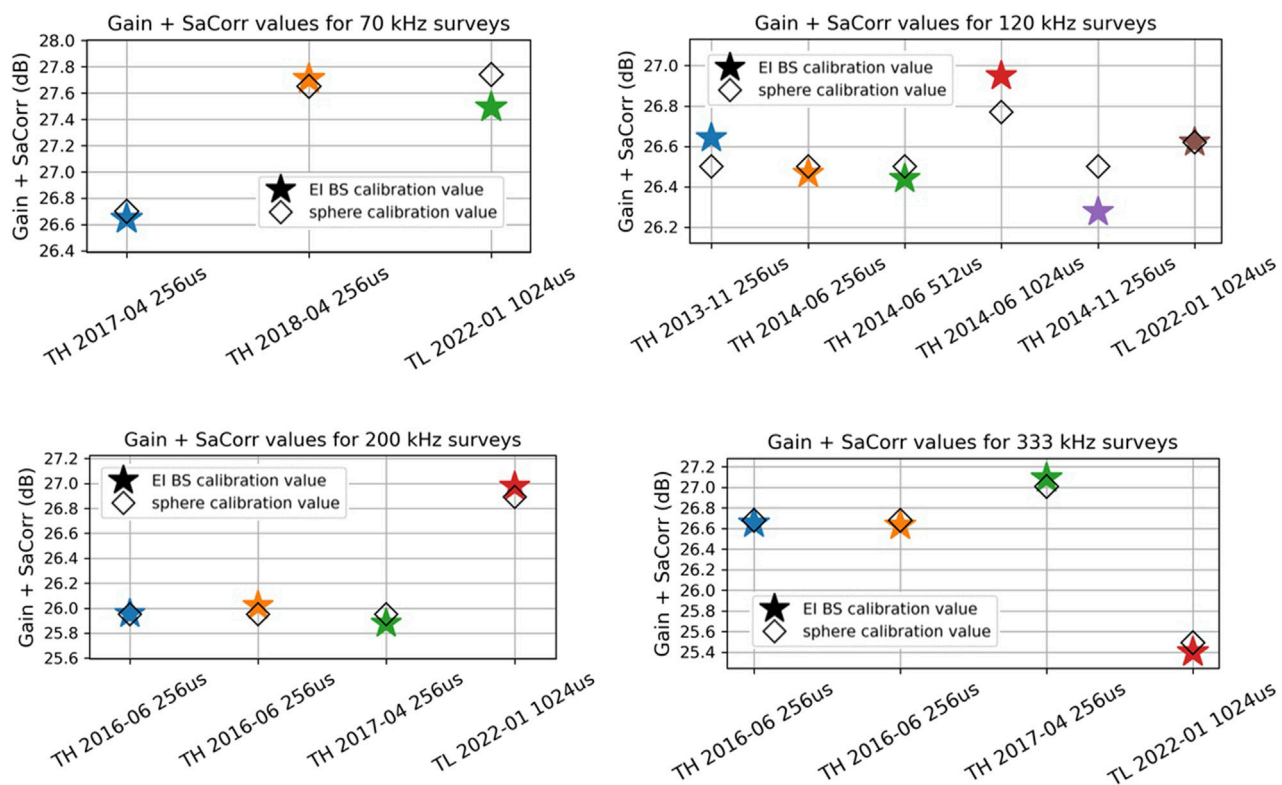 Gain + SaCorr values for 70 kHz surveys
Gain + SaCorr (dB)
28.0
27.8
27.6
27.4
27.2
27.0
26.8
26.6
26.4
EI BS calibration value
sphere calibration value
TH 2017-04 256us
TH 2018-04 256us
TL 2022-01 1024us
Gain + SaCorr values for 120 kHz surveys
Gain + SaCorr (dB)
27.0
26.8
26.6
26.4
26.2
EI BS calibration value
sphere calibration value
TH 2013-11 256us
TH 2014-06 256us
TH 2014-06 512us
TH 2014-06 1024us
TH 2014-11 256us
TL 2022-01 1024us
Gain + SaCorr values for 200 kHz surveys
Gain + SaCorr (dB)
27.2
27.0
26.8
26.6
26.4
26.2
26.0
25.8
25.6
EI BS calibration value
sphere calibration value
TH 2016-06 256us
TH 2016-06 256us
TH 2017-04 256us
TL 2022-01 1024us
Gain + SaCorr values for 333 kHz surveys
Gain + SaCorr (dB)
27.2
27.0
26.8
26.6
26.4
26.2
26.0
25.8
25.6
25.4
EI BS calibration value
sphere calibration value
TH 2016-06 256us
TH 2016-06 256us
TH 2017-04 256us
TL 2022-01 1024us